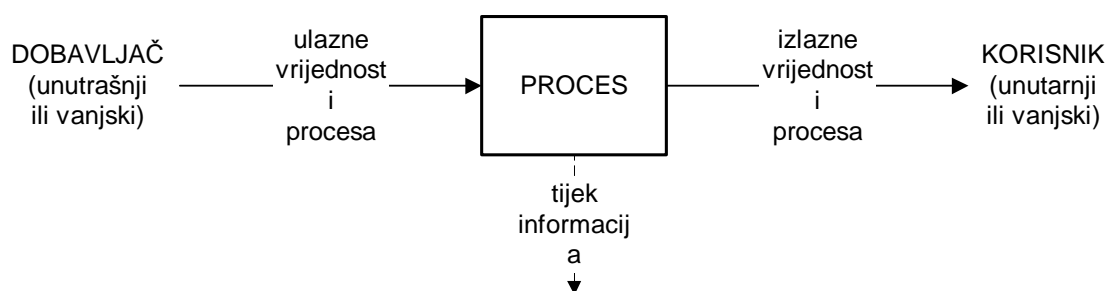 DOBAVLJAČ
(unutrašnji
ili vanjski)
ulazne
vrijednost
i
procesa
PROCES
izlazne
vrijednost
i
procesa
KORISNIK
(unutarnji
ili vanjski)
tijek
informacij
a